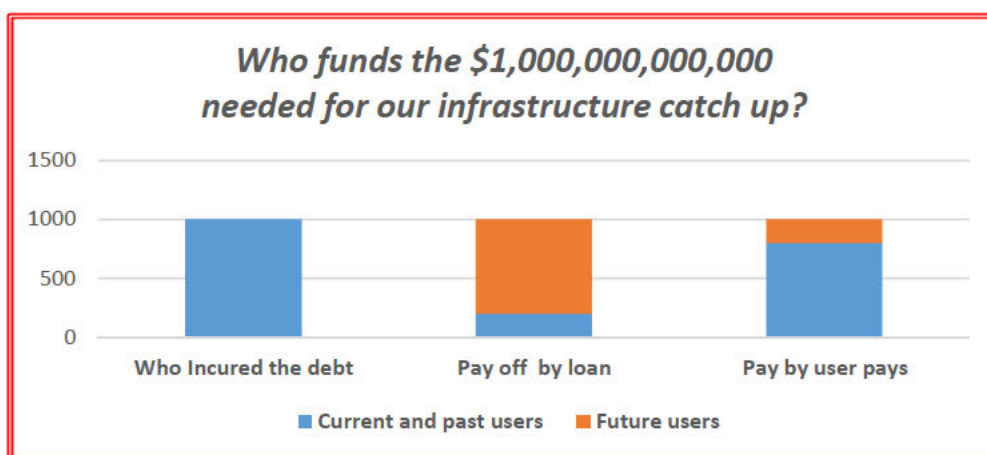 Who funds the $1,000,000,000,000
needed for our infrastructure catch up?
1500
1000
500
0
Who Incured the debt
Pay off by loan
Pay by user pays
Current and past users
Future users